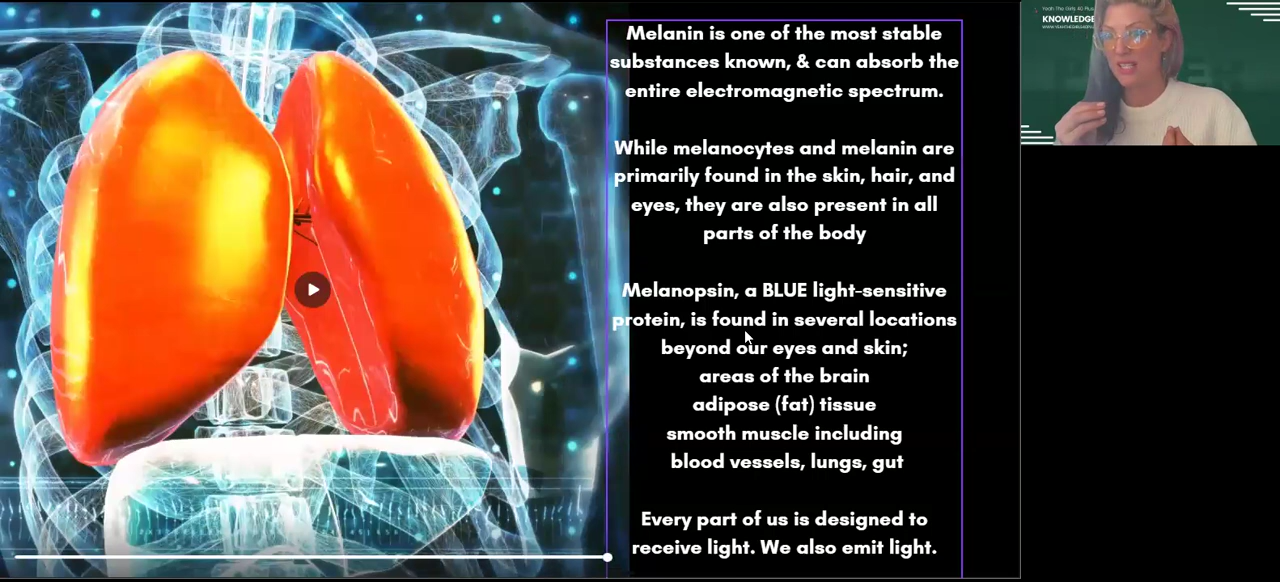 Melanin is one of the most stable
substances known, & can absorb the
entire electromagnetic spectrum.
While melanocytes and melanin are
primarily found in the skin, hair, and
eyes, they are also present in all
parts of the body
Melanopsin, a BLUE light-sensitive
protein, is found in several locations
beyond our eyes and skin;
areas of the brain
adipose (fat) tissue
smooth muscle including
blood vessels, lungs, gut
Every part of us is designed to
receive light. We also emit light.
KNOWLEDGE